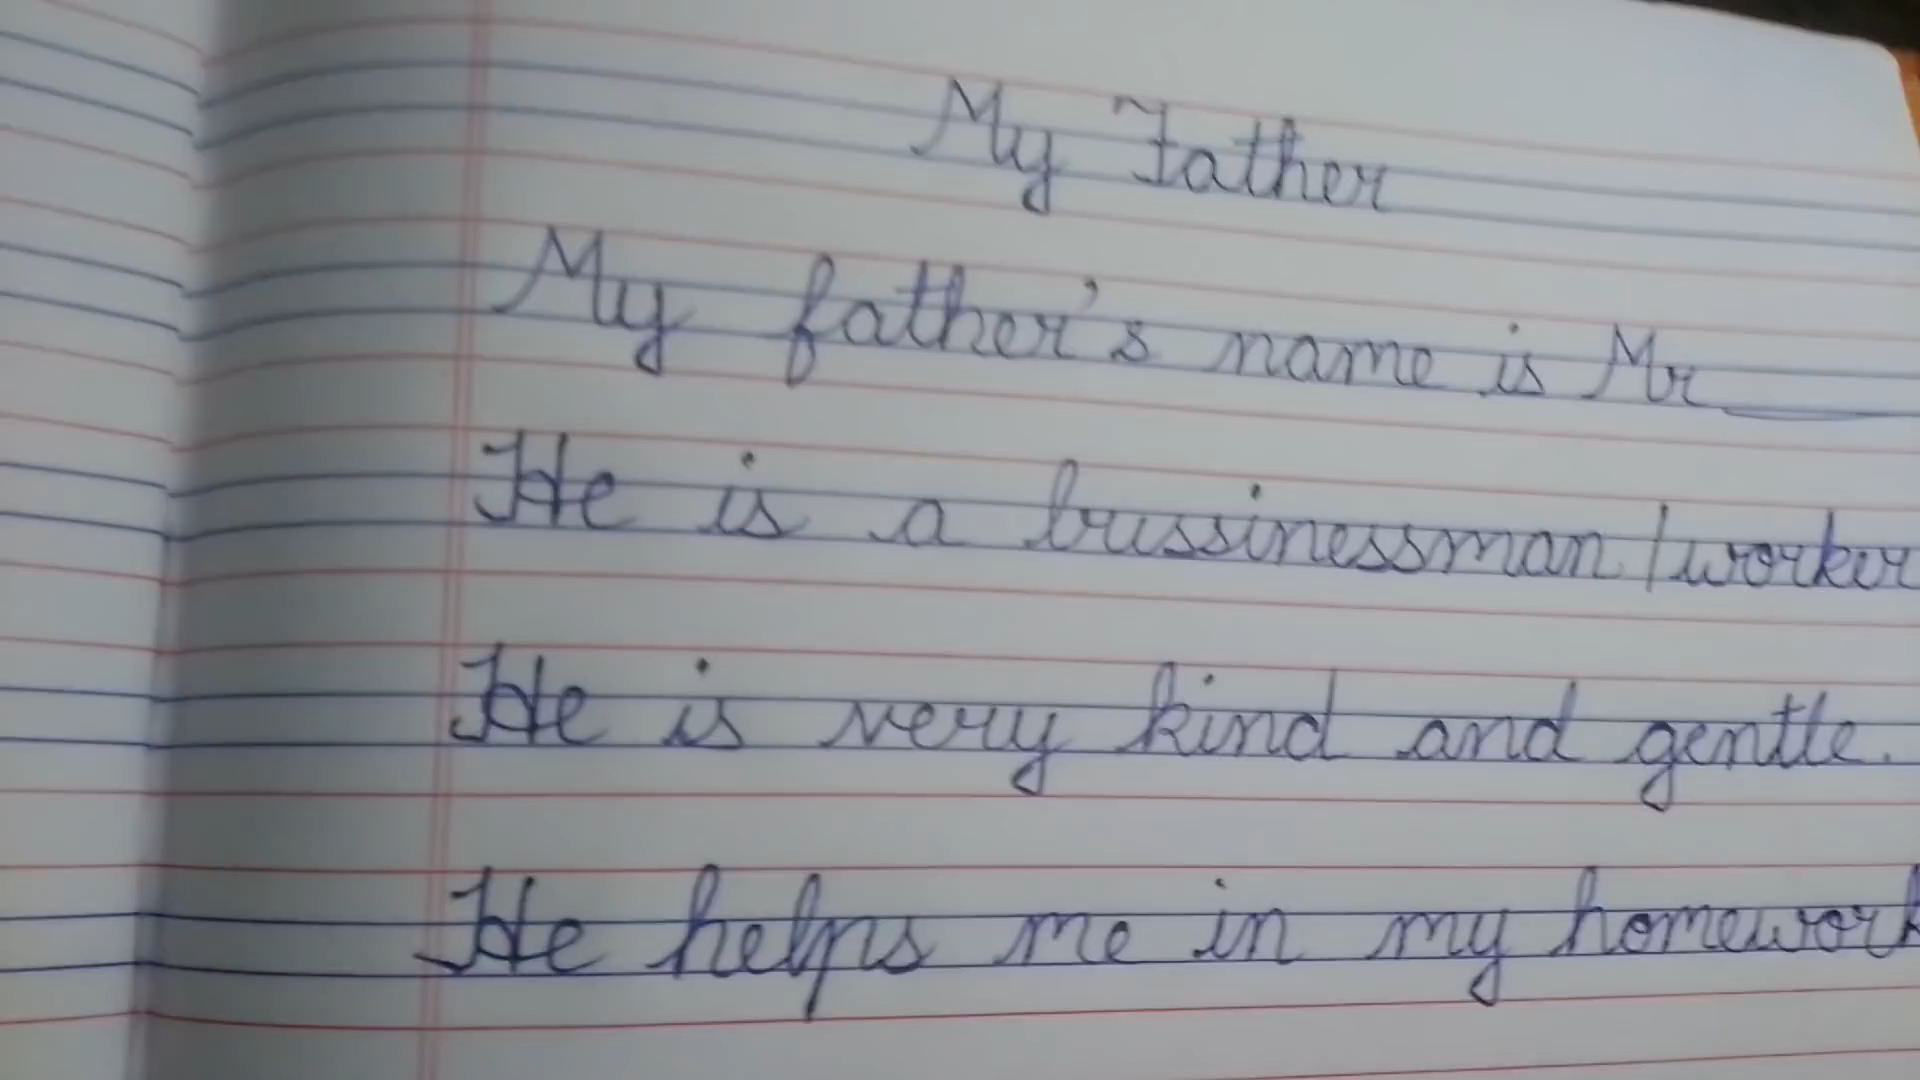 My Father
My father's name is Mr____
He is a bussinessman/worker
He is very kind and gentle.
He helps me in my homework